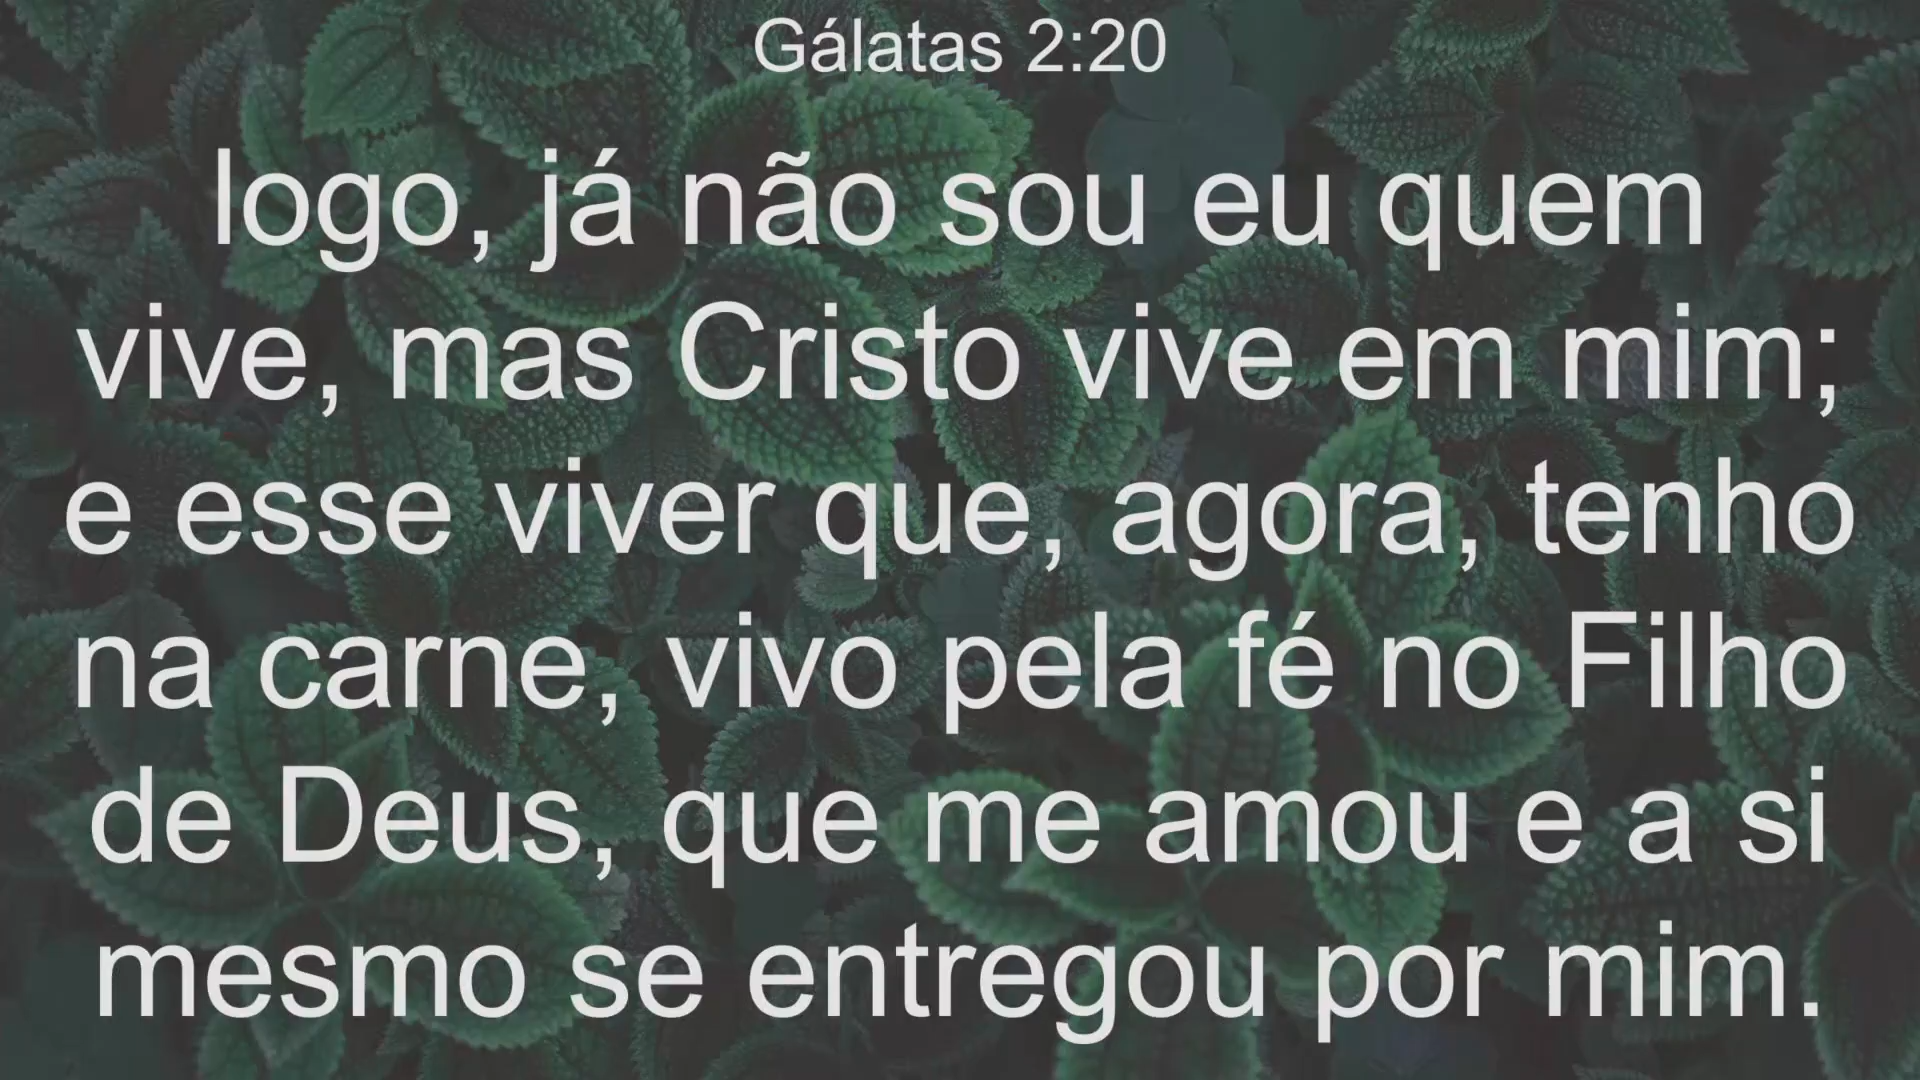 Gálatas 2:20
logo, já não sou eu quem
vive, mas Cristo vive em mim;
e esse viver que, agora, tenho
na carne, vivo pela fé no Filho
de Deus, que me amou e a si
mesmo se entregou por mim.